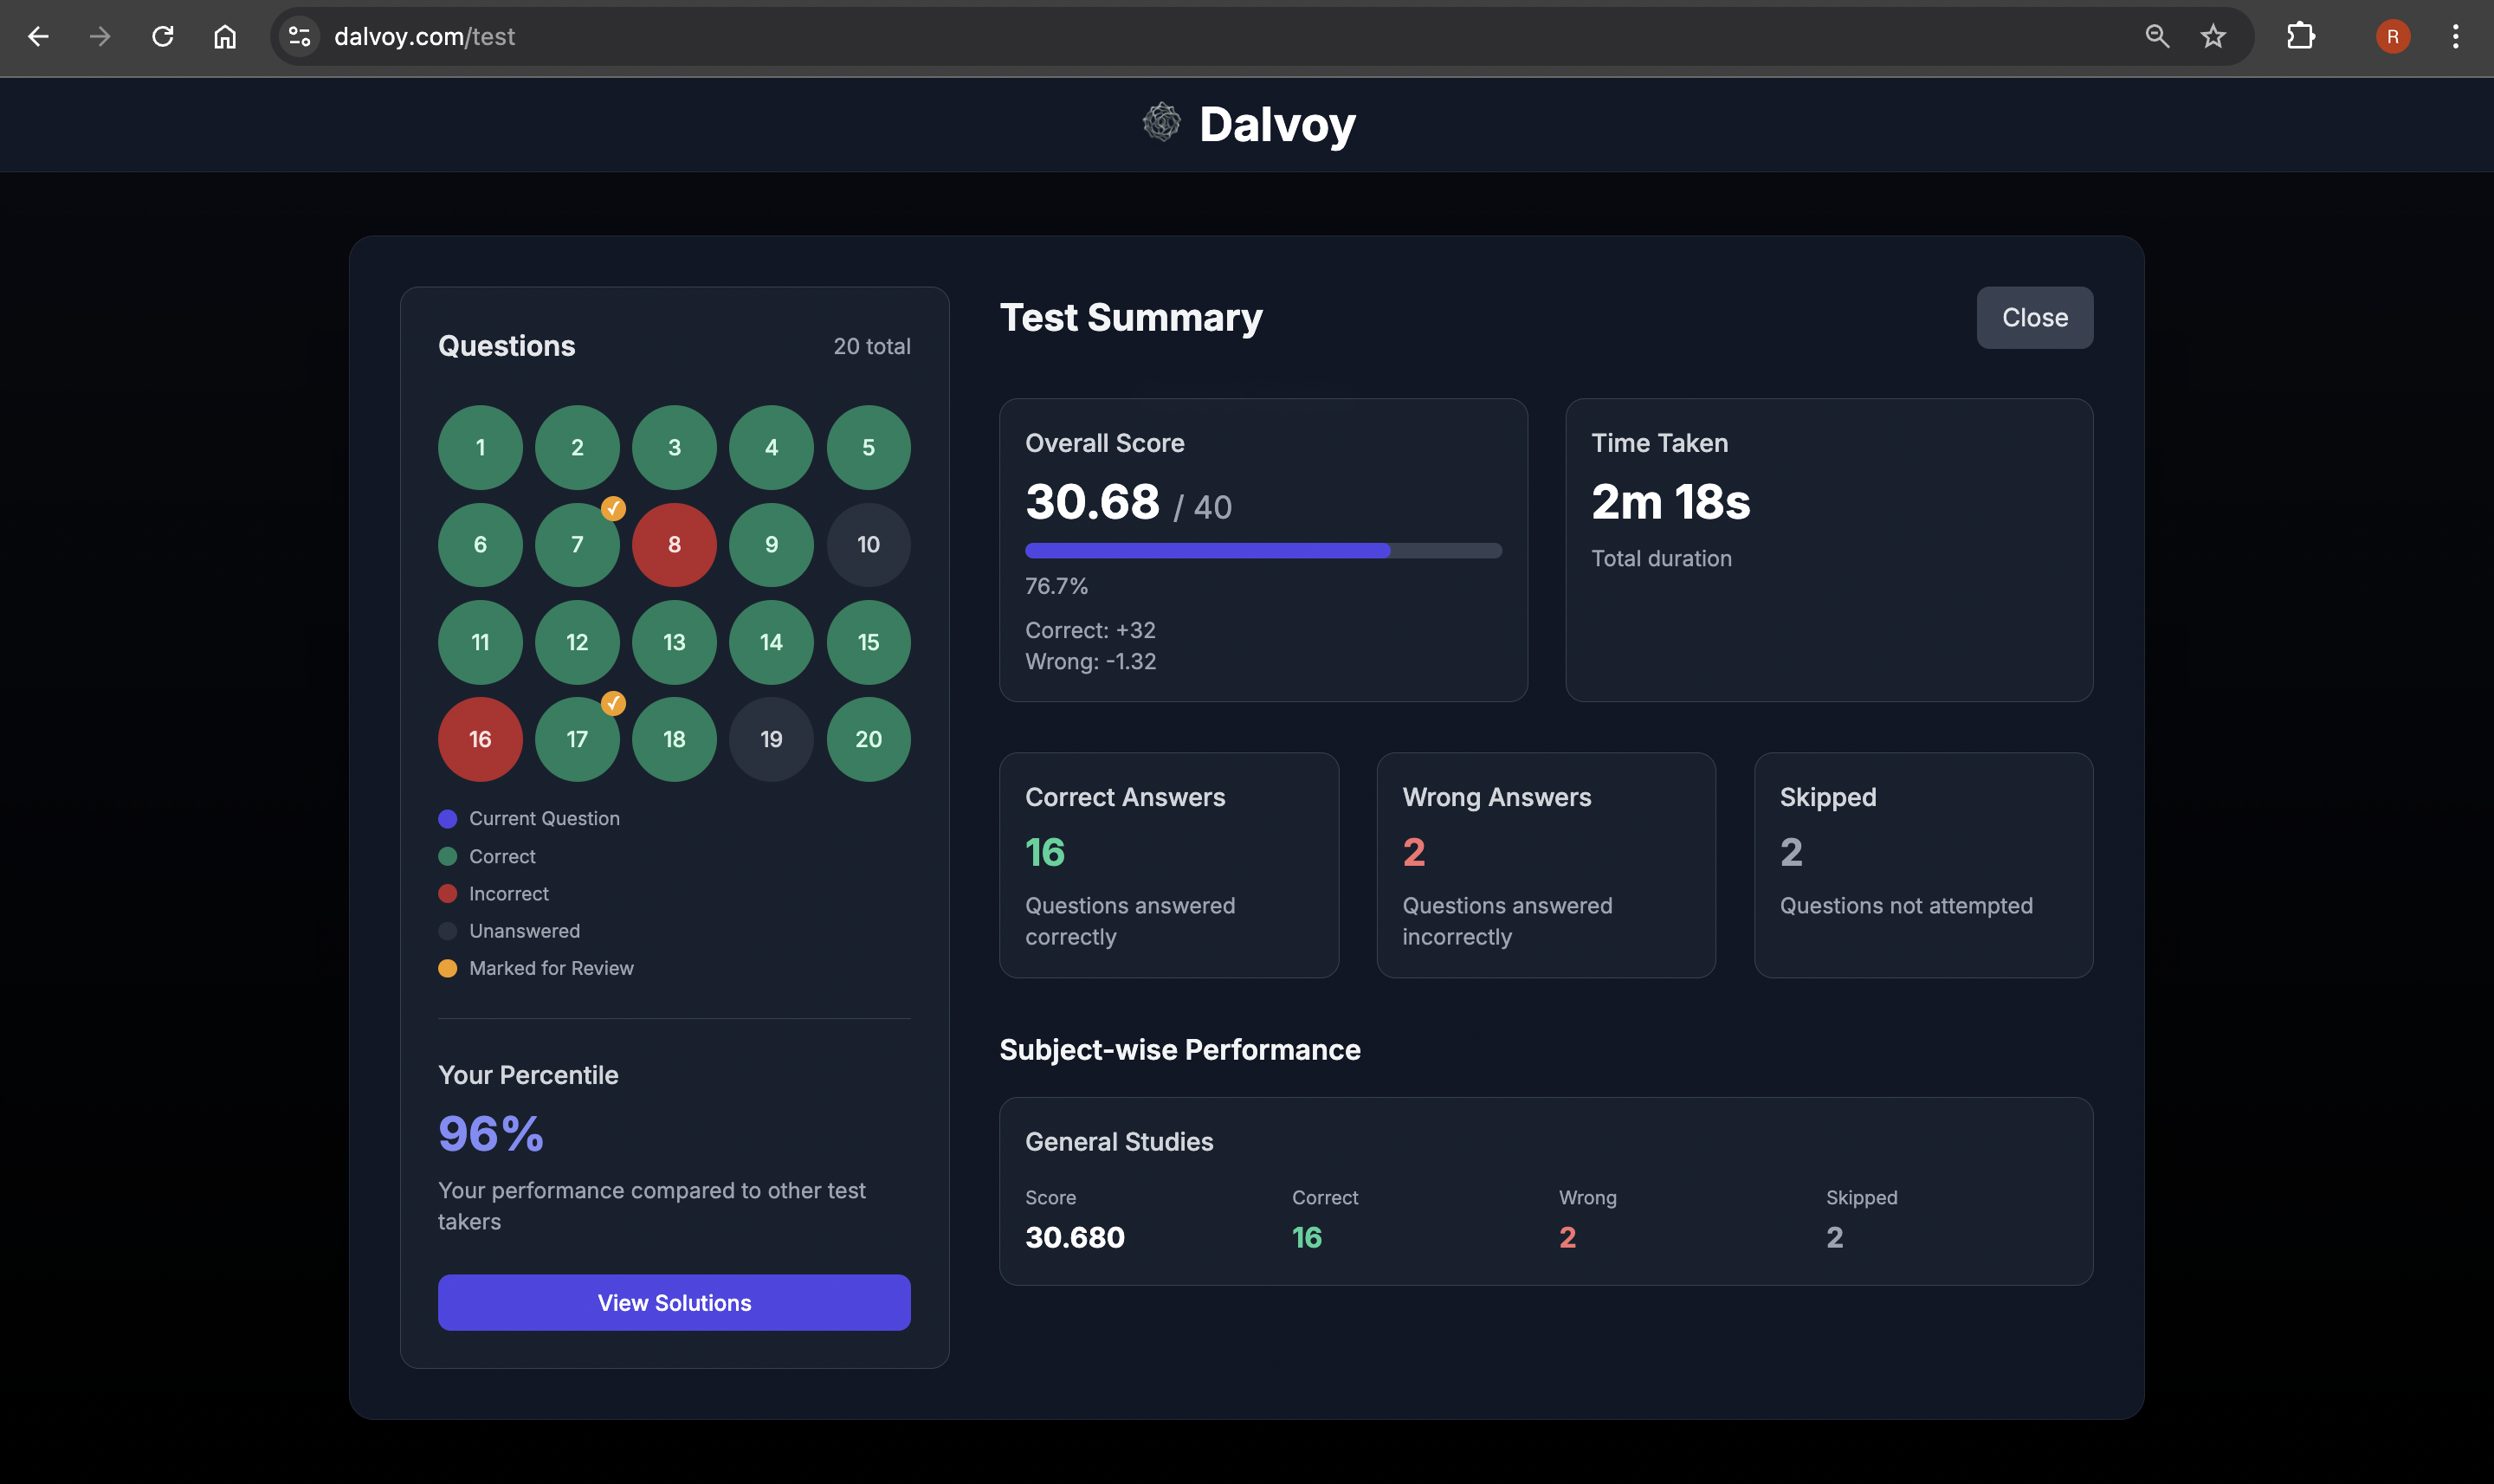 dalvoy.com/test
R
Dalvoy
Questions
20 total
1 2 3 4 5
6 7 8 9 10
11 12 13 14 15
16 17 18 19 20
Current Question
Correct
Incorrect
Unanswered
Marked for Review
Your Percentile
96%
Your performance compared to other test
takers
View Solutions
Test Summary
Close
Overall Score
30.68 / 40
76.7%
Correct: +32
Wrong: -1.32
Time Taken
2m 18s
Total duration
Correct Answers
16
Questions answered
correctly
Wrong Answers
2
Questions answered
incorrectly
Skipped
2
Questions not attempted
Subject-wise Performance
General Studies
Score Correct Wrong Skipped
30.680 16 2 2